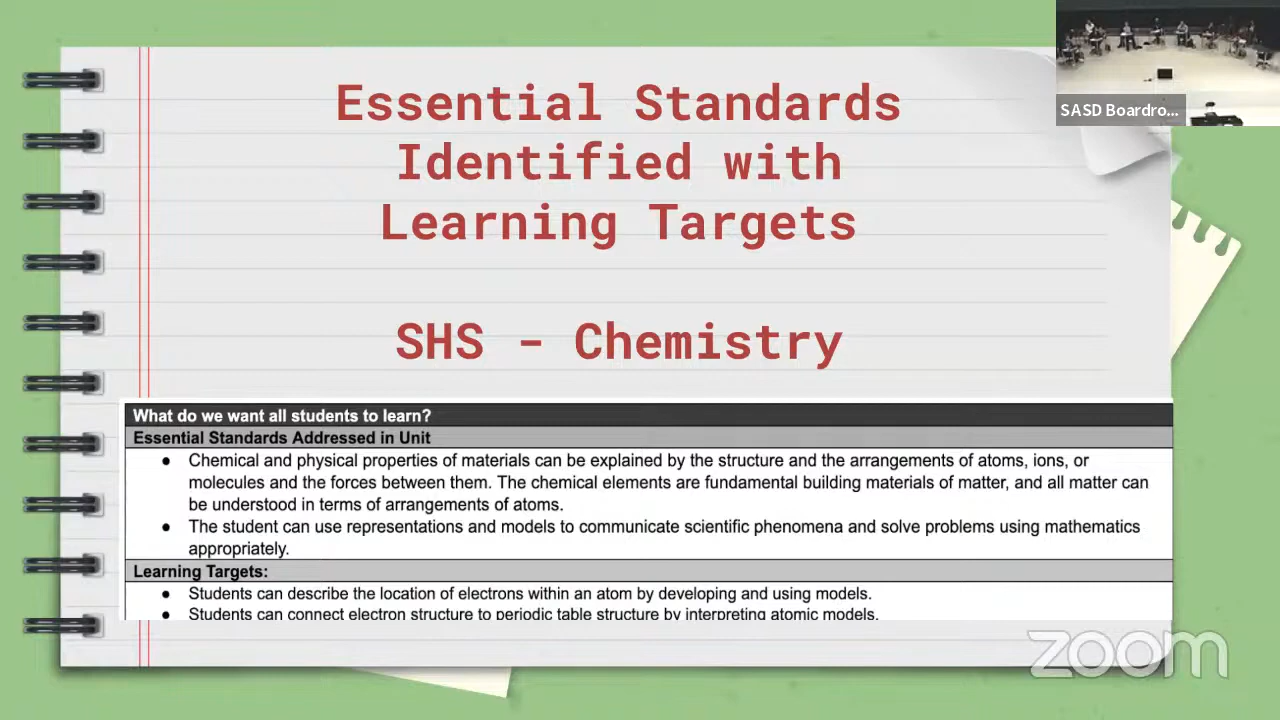 Essential Standards
Identified with
Learning Targets
SHS - Chemistry
SASD Boardro...
What do we want all students to learn?
Essential Standards Addressed in Unit
● Chemical and physical properties of materials can be explained by the structure and the arrangements of atoms, ions, or
molecules and the forces between them. The chemical elements are fundamental building materials of matter, and all matter can
be understood in terms of arrangements of atoms.
● The student can use representations and models to communicate scientific phenomena and solve problems using mathematics
appropriately.
Learning Targets:
● Students can describe the location of electrons within an atom by developing and using models.
● Students can connect electron structure to periodic table structure by interpreting atomic models.
zoom